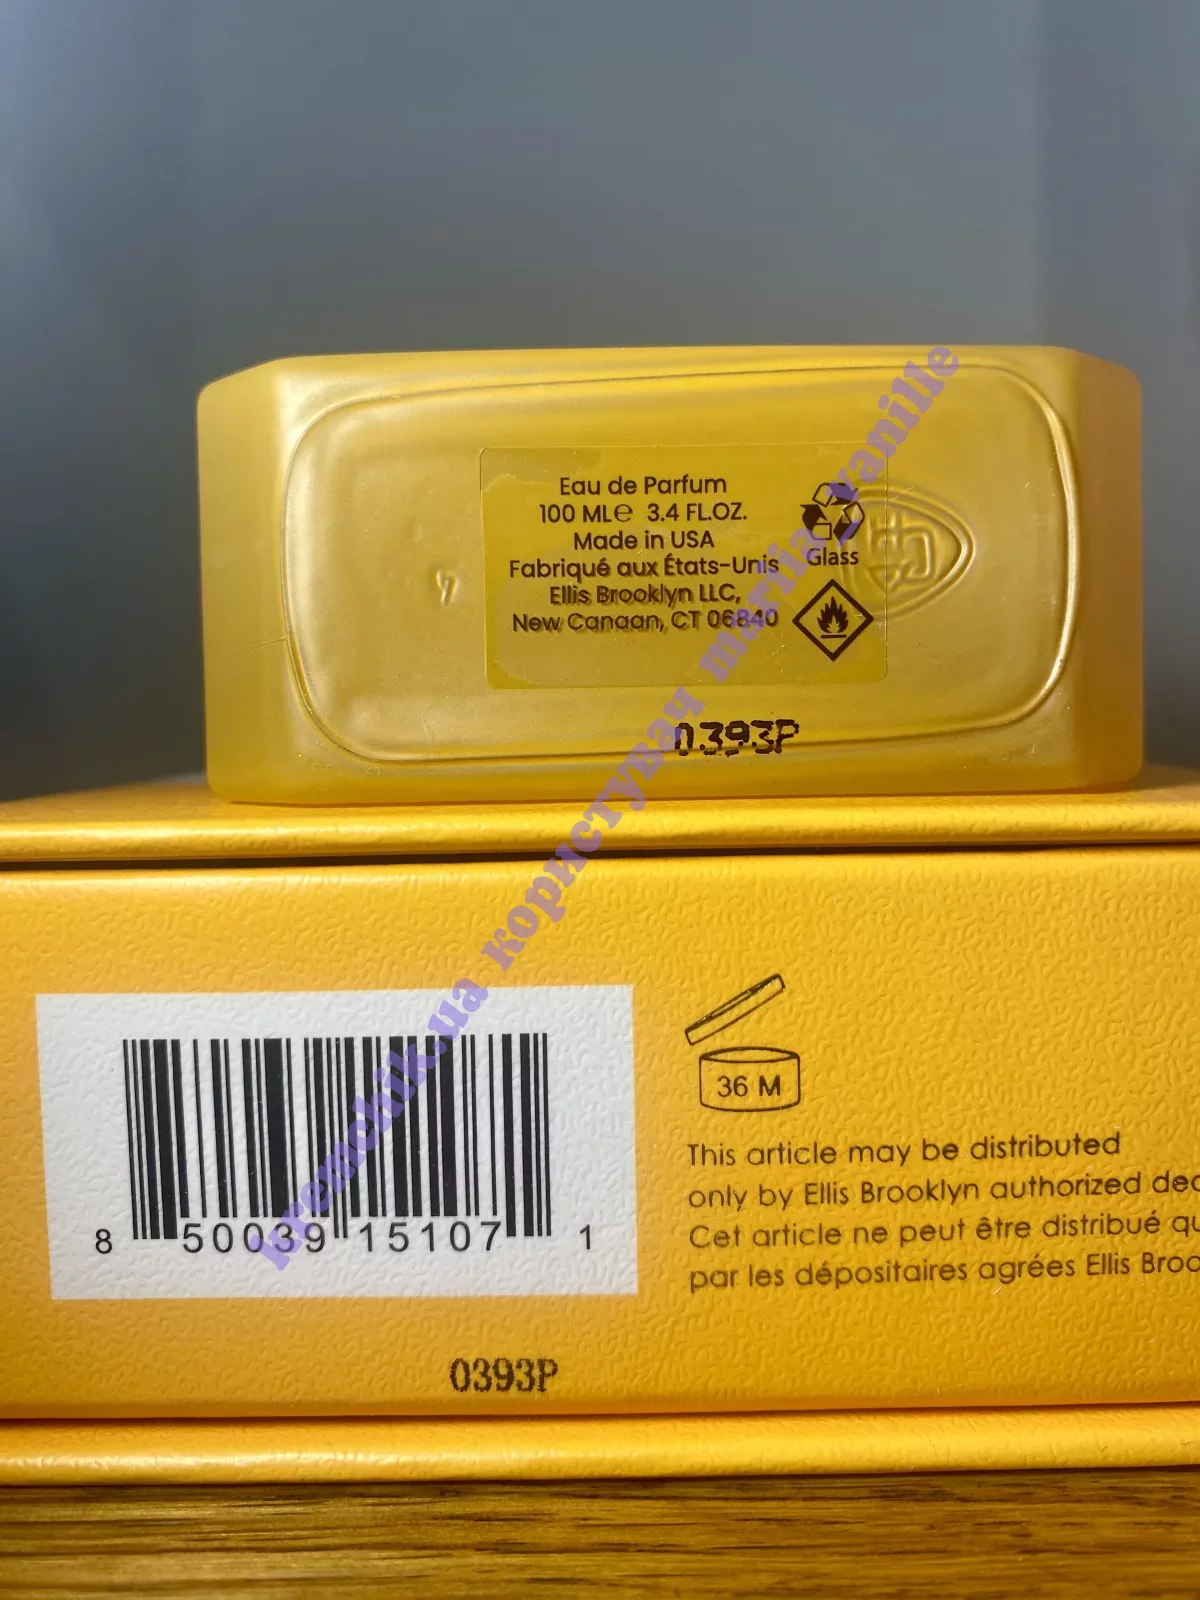 Eau de Parfum
100 ML℮ 3.4 FL.OZ.
Made in USA
Fabriqué aux États-Unis
Ellis Brooklyn LLC,
New Canaan, CT 06840
Glass
0393P
kremchik.ua користувач mariia_vanille
8 50039 15107 1
36 M
This article may be distributed
only by Ellis Brooklyn authorized
Cet article ne peut être distribué
par les dépositaires agrées Ellis
0393P